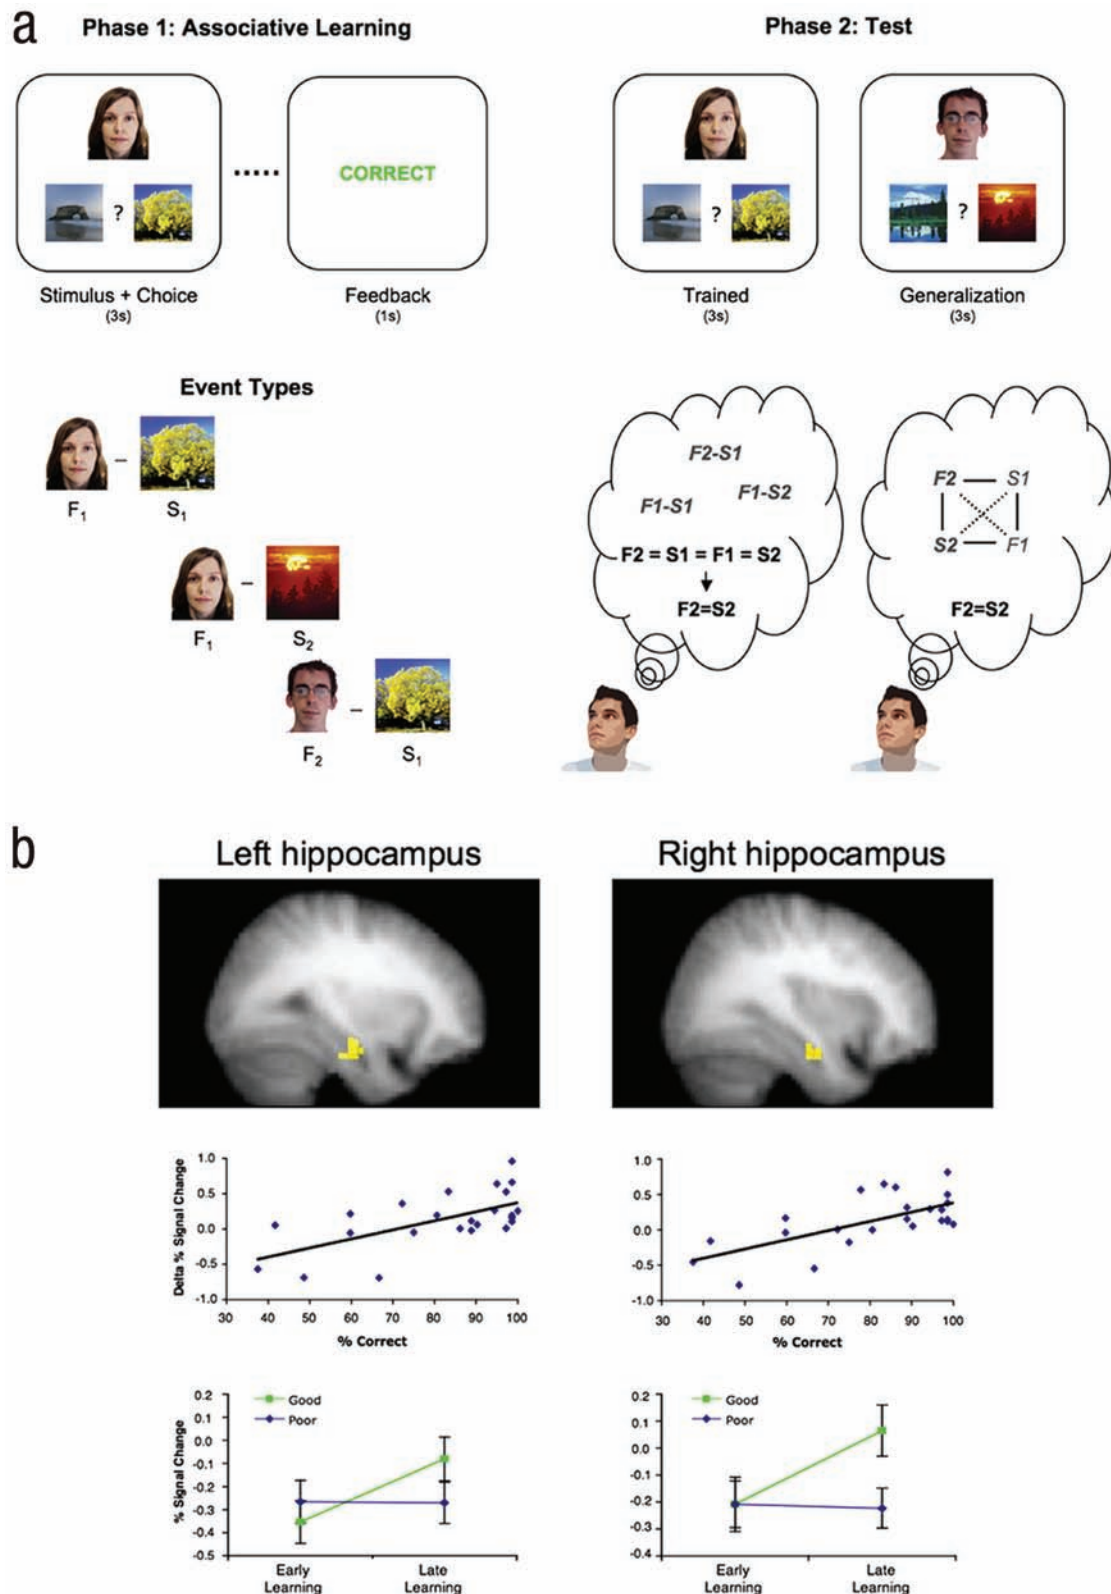 a
Phase 1: Associative Learning
Phase 2: Test
?
CORRECT
?
?
Stimulus + Choice
(3s)
Feedback
(1s)
Trained
(3s)
Generalization
(3s)
Event Types
–
F1
S1
–
F1
S2
–
F2
S1
F2-S1
F1-S1
F1-S2
F2 = S1 = F1 = S2
F2=S2
F2
S1
S2
F1
F2=S2
b
Left hippocampus
Right hippocampus
Delta % Signal Change
1.0
0.5
0.0
-0.5
-1.0
30 40 50 60 70 80 90 100
% Correct
1.0
0.5
0.0
-0.5
-1.0
30 40 50 60 70 80 90 100
% Correct
% Signal Change
0.2
0.1
0.0
-0.1
-0.2
-0.3
-0.4
-0.5
Good
Poor
Early
Learning
Late
Learning
0.2
0.1
0.0
-0.1
-0.2
-0.3
-0.4
Good
Poor
Early
Learning
Late
Learning